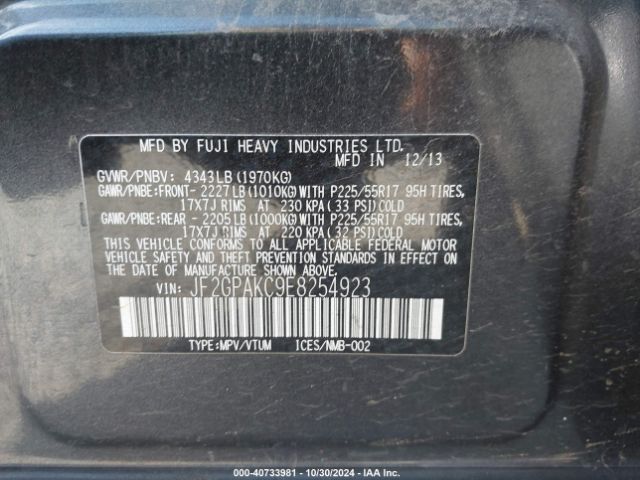 MFD BY FUJI HEAVY INDUSTRIES LTD.
MFD IN 12/13
GVWR/PNBV: 4343LB(1970KG)
GAWR/PNBE:FRONT-2227LB(1010KG)WITH P225/55R17 95H TIRES,
17X7J RIMS AT 230 KPA(33 PSI)COLD
GAWR/PNBE:REAR -2205LB(1000KG)WITH P225/55R17 95H TIRES,
17X7J RIMS AT 220 KPA(32 PSI)COLD
THIS VEHICLE CONFORMS TO ALL APPLICABLE FEDERAL MOTOR
VEHICLE SAFETY AND THEFT PREVENTION STANDARDS IN EFFECT
ON THE DATE OF MANUFACTURE SHOWN ABOVE.
VIN: JF2GPAKC9E8254923
TYPE:MPV/VTUM ICES/NMB-002
000-40733981 - 10/30/2024 - IAA Inc.